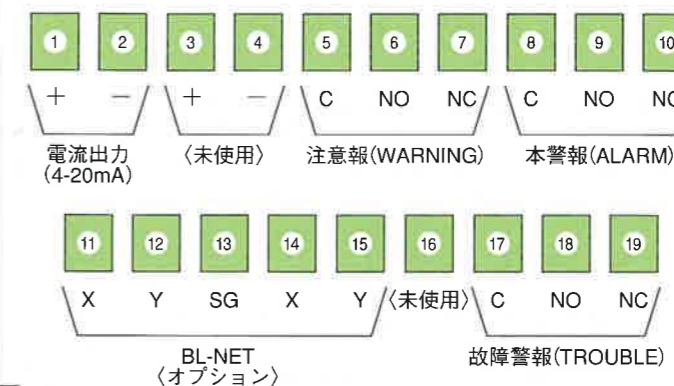 1 2 3 4 5 6 7 8 9 10
+ − + − C NO NC C NO NC
電流出力 〈未使用〉 注意報(WARNING) 本警報(ALARM)
(4-20mA)
11 12 13 14 15 16 17 18 19
X Y SG X Y 〈未使用〉 C NO NC
BL-NET 故障警報(TROUBLE)
〈オプション〉